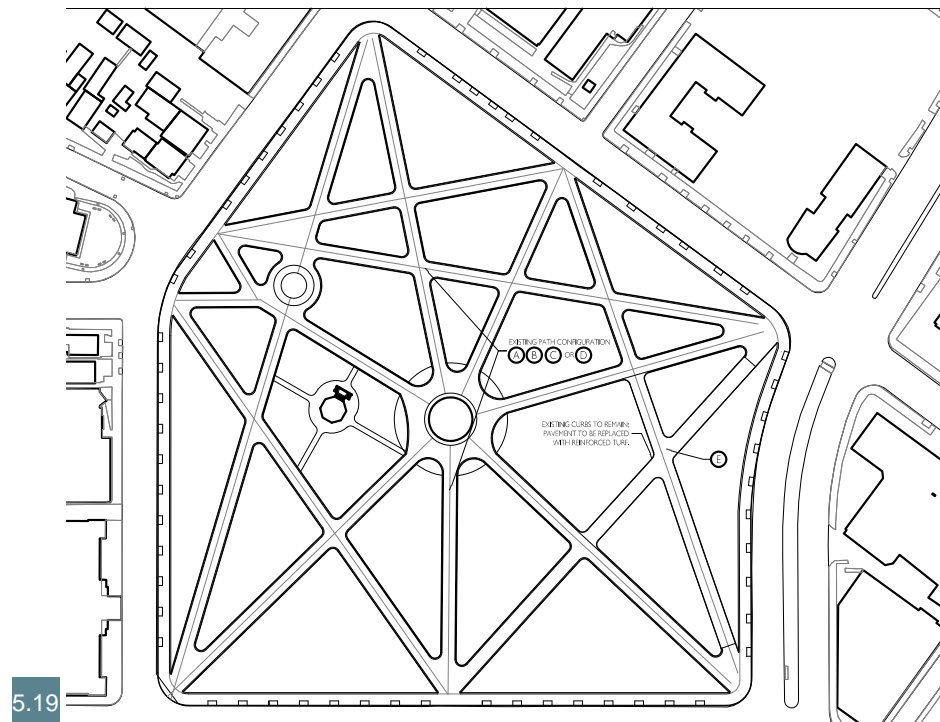 EXISTING PATH CONFIGURATION
A B C OR D
EXISTING CURBS TO REMAIN;
PAVEMENT TO BE REPLACED
WITH REINFORCED TURF.
E
5.19